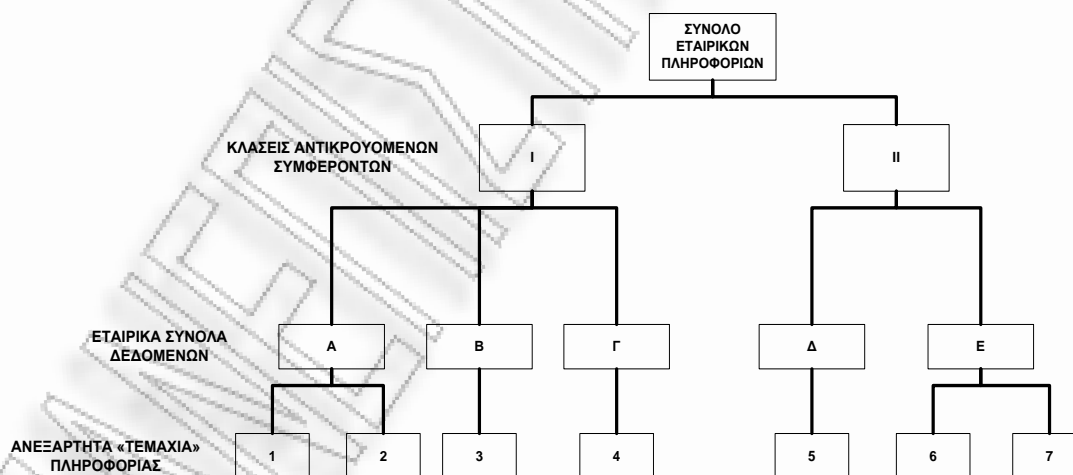 ΣΥΝΟΛΟ
ΕΤΑΙΡΙΚΩΝ
ΠΛΗΡΟΦΟΡΙΩΝ
ΚΛΑΣΕΙΣ ΑΝΤΙΚΡΟΥΟΜΕΝΩΝ
ΣΥΜΦΕΡΟΝΤΩΝ
I
II
ΕΤΑΙΡΙΚΑ ΣΥΝΟΛΑ
ΔΕΔΟΜΕΝΩΝ
Α
Β
Γ
Δ
Ε
ΑΝΕΞΑΡΤΗΤΑ «ΤΕΜΑΧΙΑ»
ΠΛΗΡΟΦΟΡΙΑΣ
1
2
3
4
5
6
7